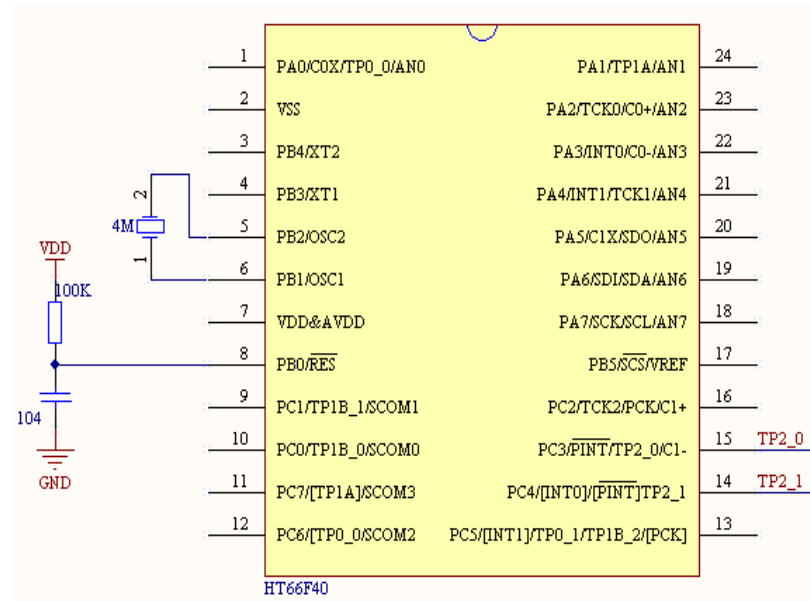 1 PA0/C0X/TP0_0/AN0 PA1/TP1A/AN1 24
2 VSS PA2/TCK0/C0+/AN2 23
3 PB4/XT2 PA3/INT0/C0-/AN3 22
4 PB3/XT1 PA4/INT1/TCK1/AN4 21
2
4M
5 PB2/OSC2 PA5/C1X/SDO/AN5 20
1
6 PB1/OSC1 PA6/SDI/SDA/AN6 19
VDD
100K
7 VDD&AVDD PA7/SCK/SCL/AN7 18
8 PB0/RES PB5/SCS/VREF 17
104
9 PC1/TP1B_1/SCOM1 PC2/TCK2/PCK/C1+ 16
10 PC0/TP1B_0/SCOM0 PC3/PINT/TP2_0/C1- 15 TP2_0
GND
11 PC7/[TP1A]/SCOM3 PC4/[INT0]/[PINT]TP2_1 14 TP2_1
12 PC6/[TP0_0/SCOM2 PC5/[INT1]/TP0_1/TP1B_2/[PCK] 13
HT66F40